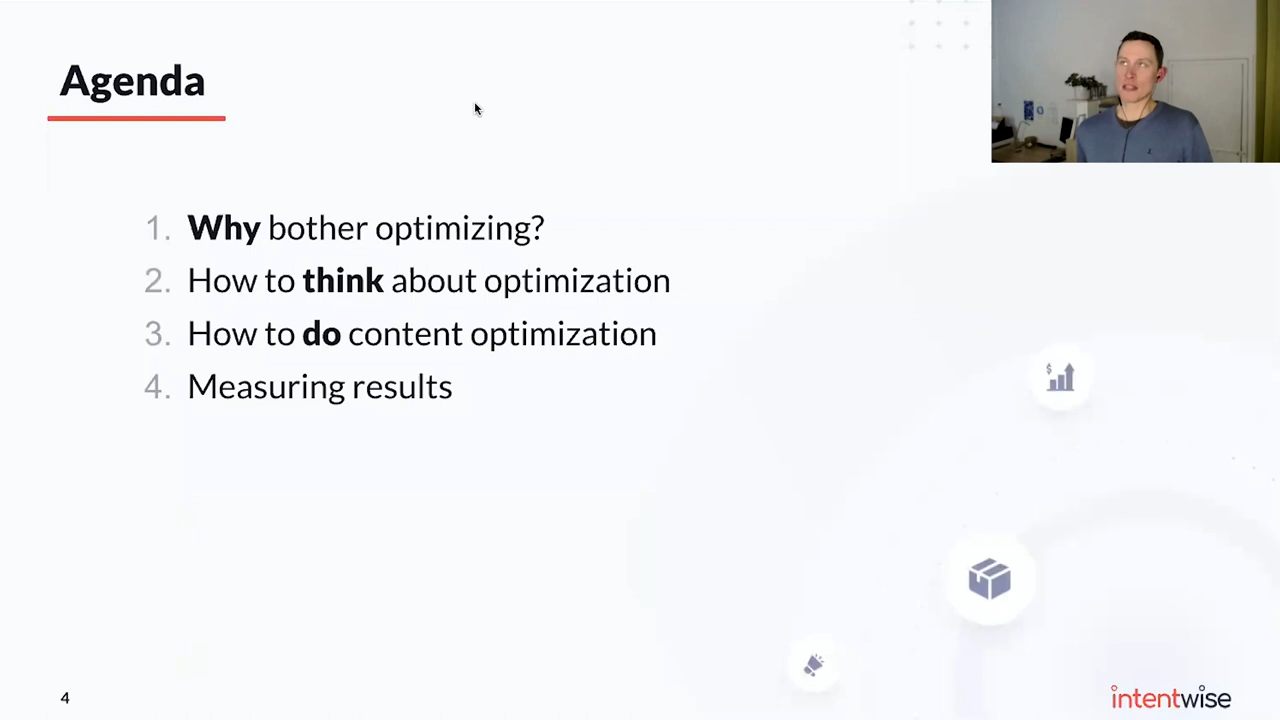 Agenda
1. Why bother optimizing?
2. How to think about optimization
3. How to do content optimization
4. Measuring results
$
4
intentwise